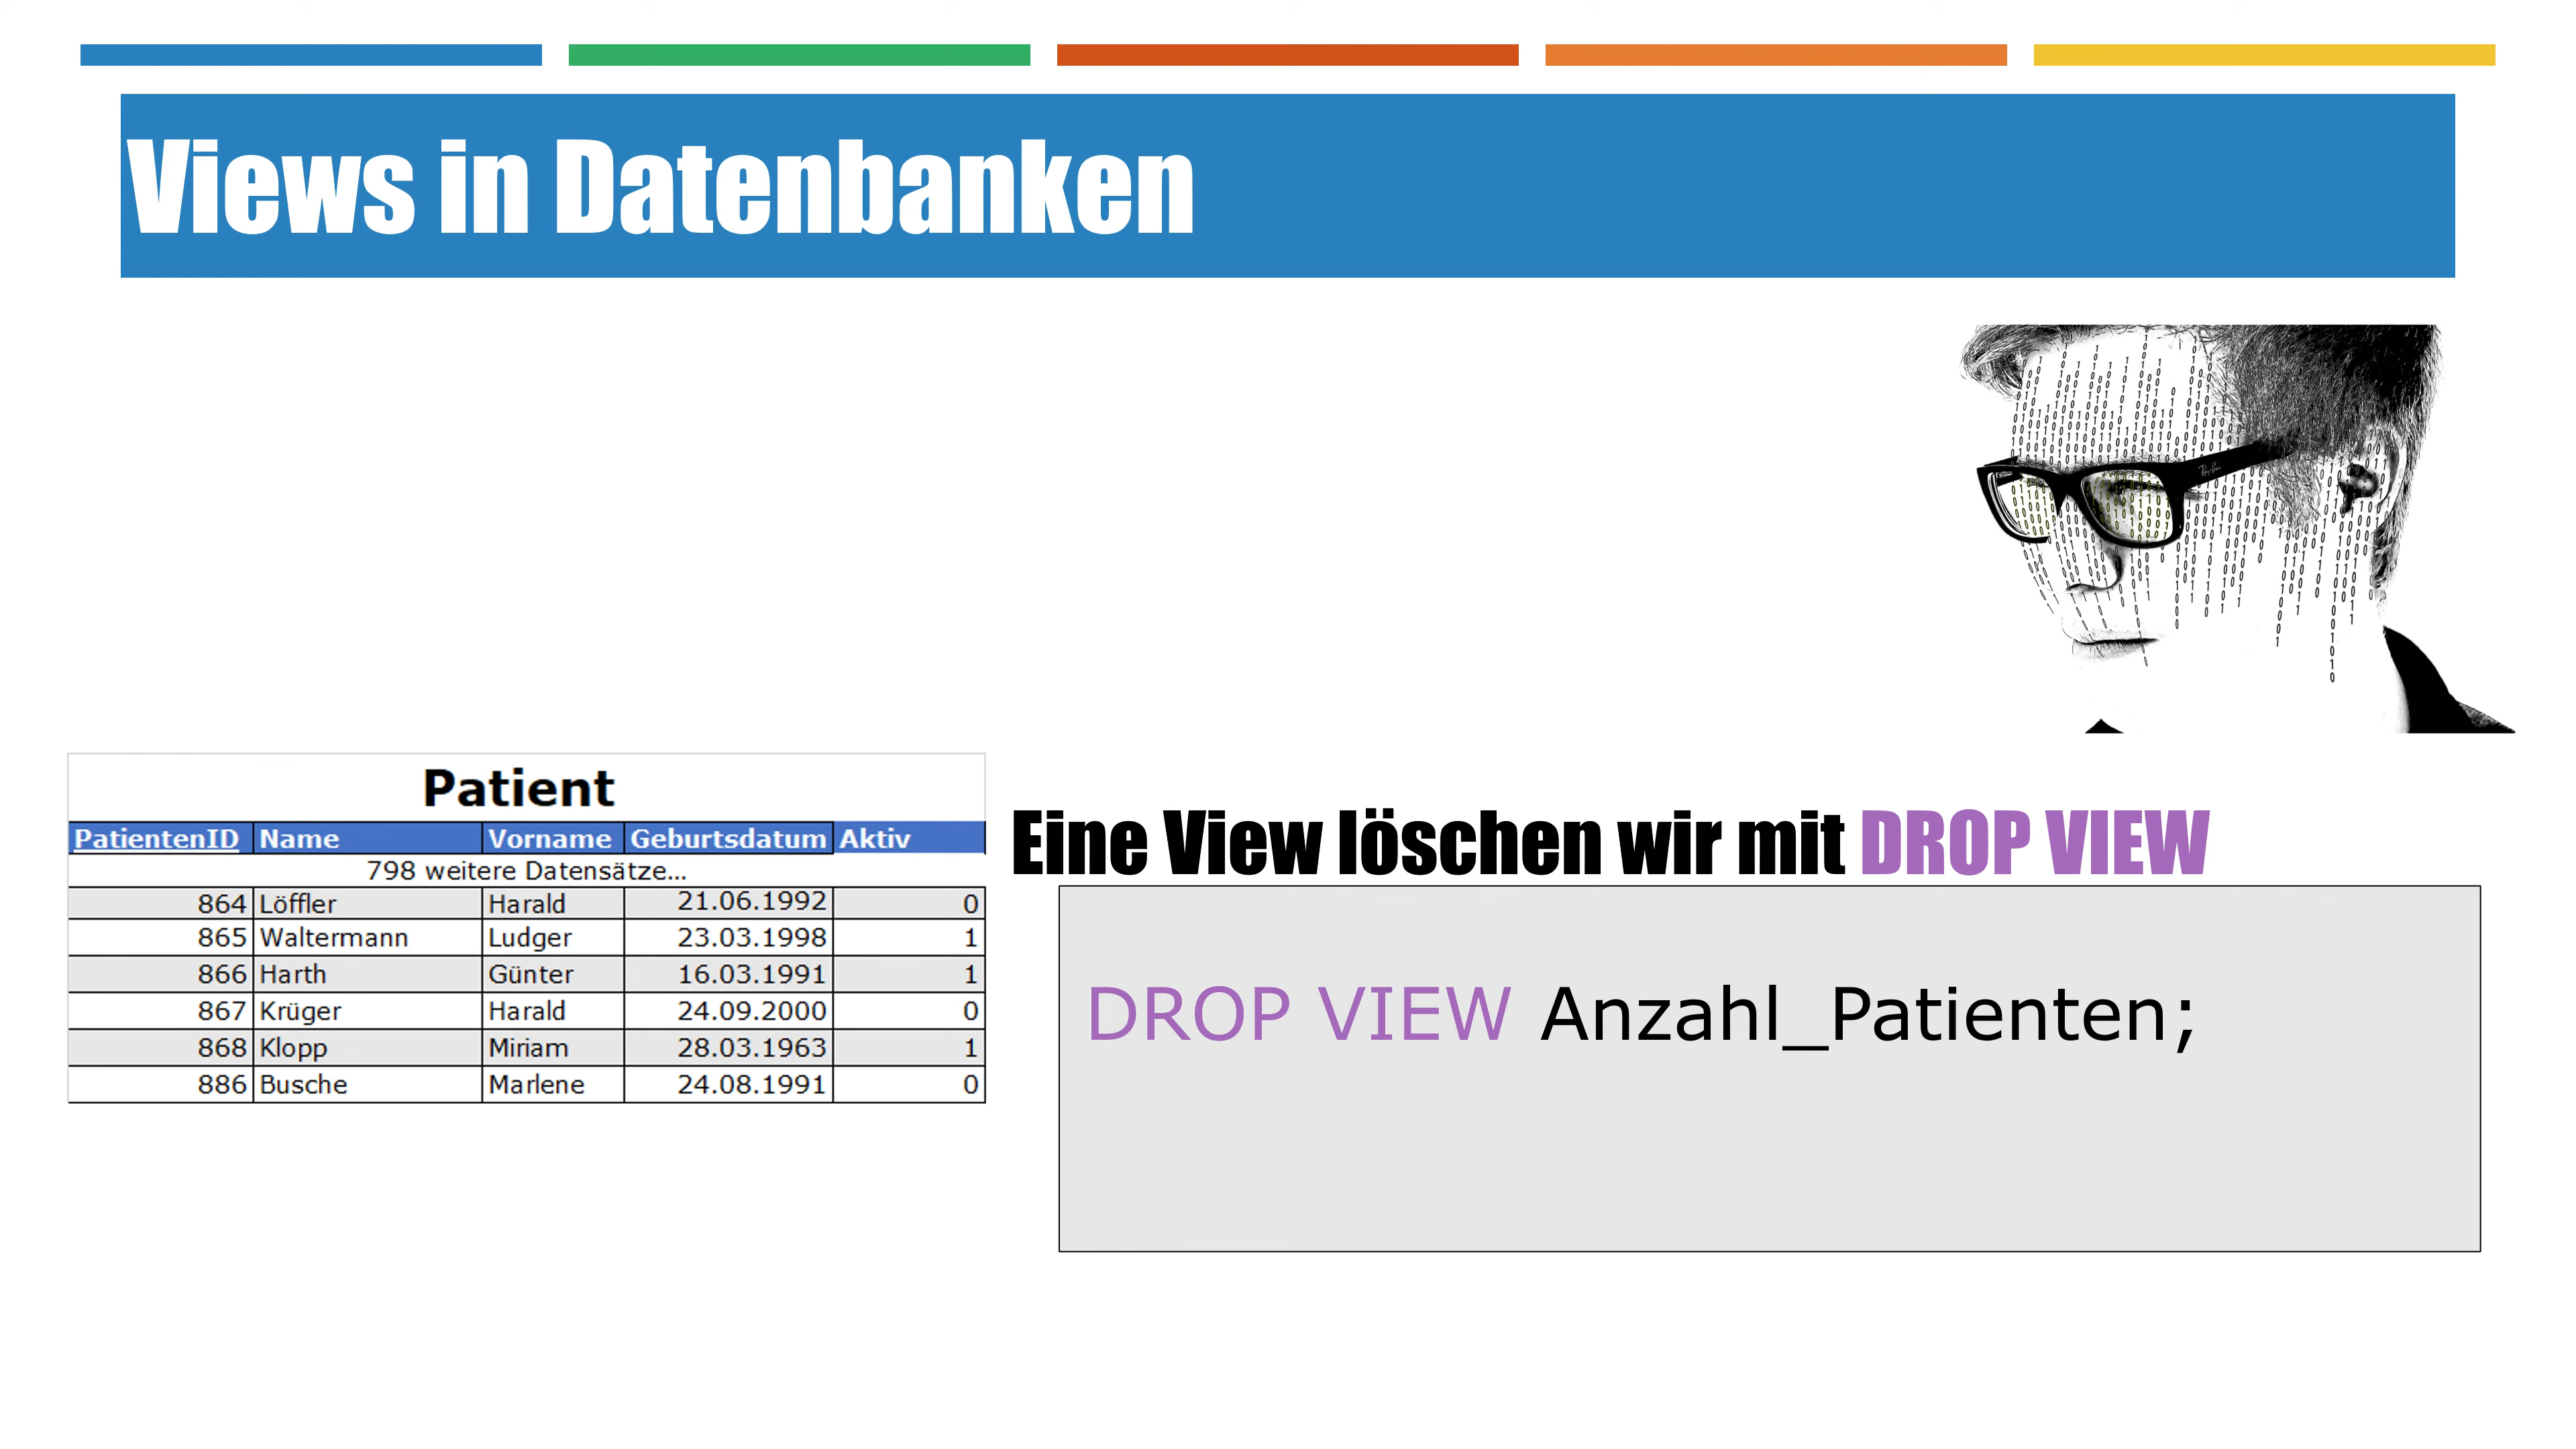 Views in Datenbanken
Patient
PatientenID Name Vorname Geburtsdatum Aktiv
798 weitere Datensätze...
864 Löffler Harald 21.06.1992 0
865 Waltermann Ludger 23.03.1998 1
866 Harth Günter 16.03.1991 1
867 Krüger Harald 24.09.2000 0
868 Klopp Miriam 28.03.1963 1
886 Busche Marlene 24.08.1991 0
Eine View löschen wir mit DROP VIEW
DROP VIEW Anzahl_Patienten;